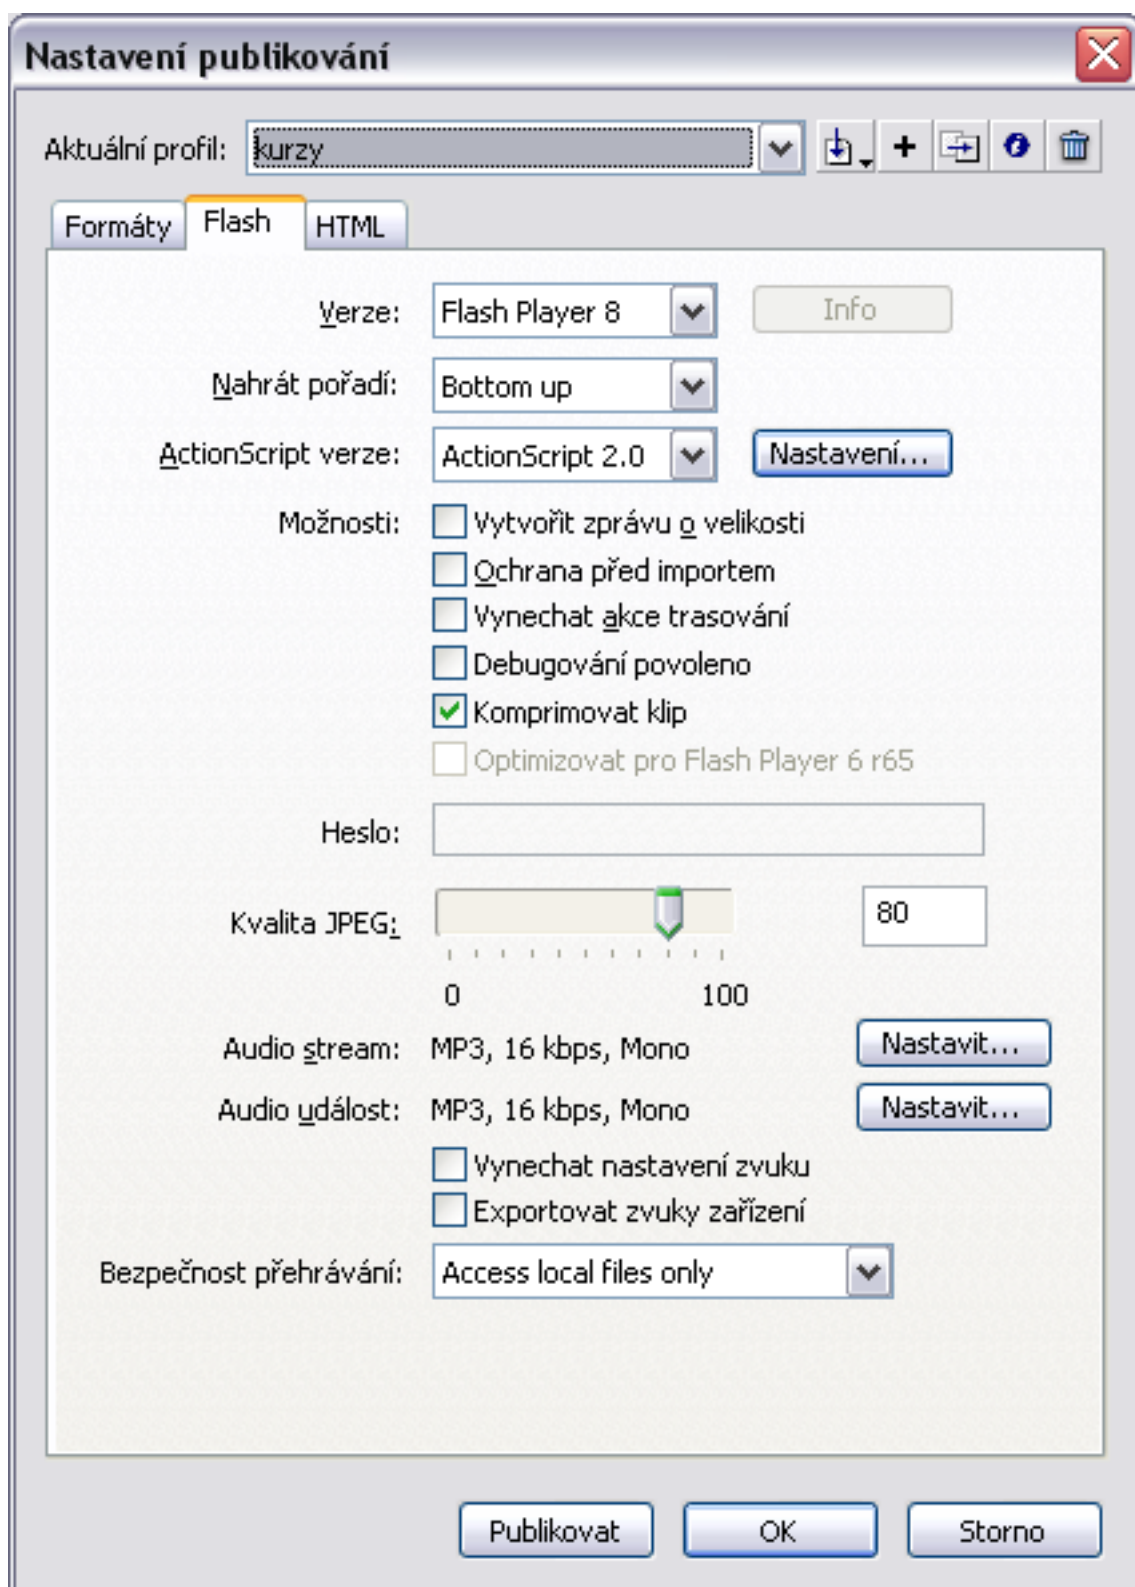 Nastavení publikování
Aktuální profil: kurzy
Formáty Flash HTML
Verze: Flash Player 8 Info
Nahrát pořadí: Bottom up
ActionScript verze: ActionScript 2.0 Nastavení...
Možnosti: Vytvořit zprávu o velikosti
Ochrana před importem
Vynechat akce trasování
Debugování povoleno
Komprimovat klip
Optimizovat pro Flash Player 6 r65
Heslo:
Kvalita JPEG: 80
0 100
Audio stream: MP3, 16 kbps, Mono Nastavit...
Audio událost: MP3, 16 kbps, Mono Nastavit...
Vynechat nastavení zvuku
Exportovat zvuky zařízení
Bezpečnost přehrávání: Access local files only
Publikovat OK Storno